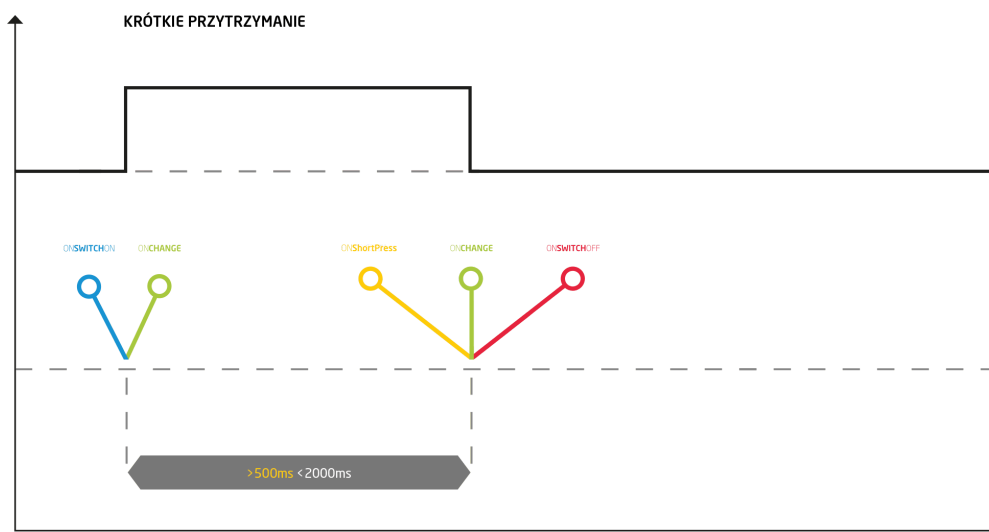 KRÓTKIE PRZYTRZYMANIE
ONSWITCHON ONCHANGE ONShortPress ONCHANGE ONSWITCHOFF
>500ms <2000ms